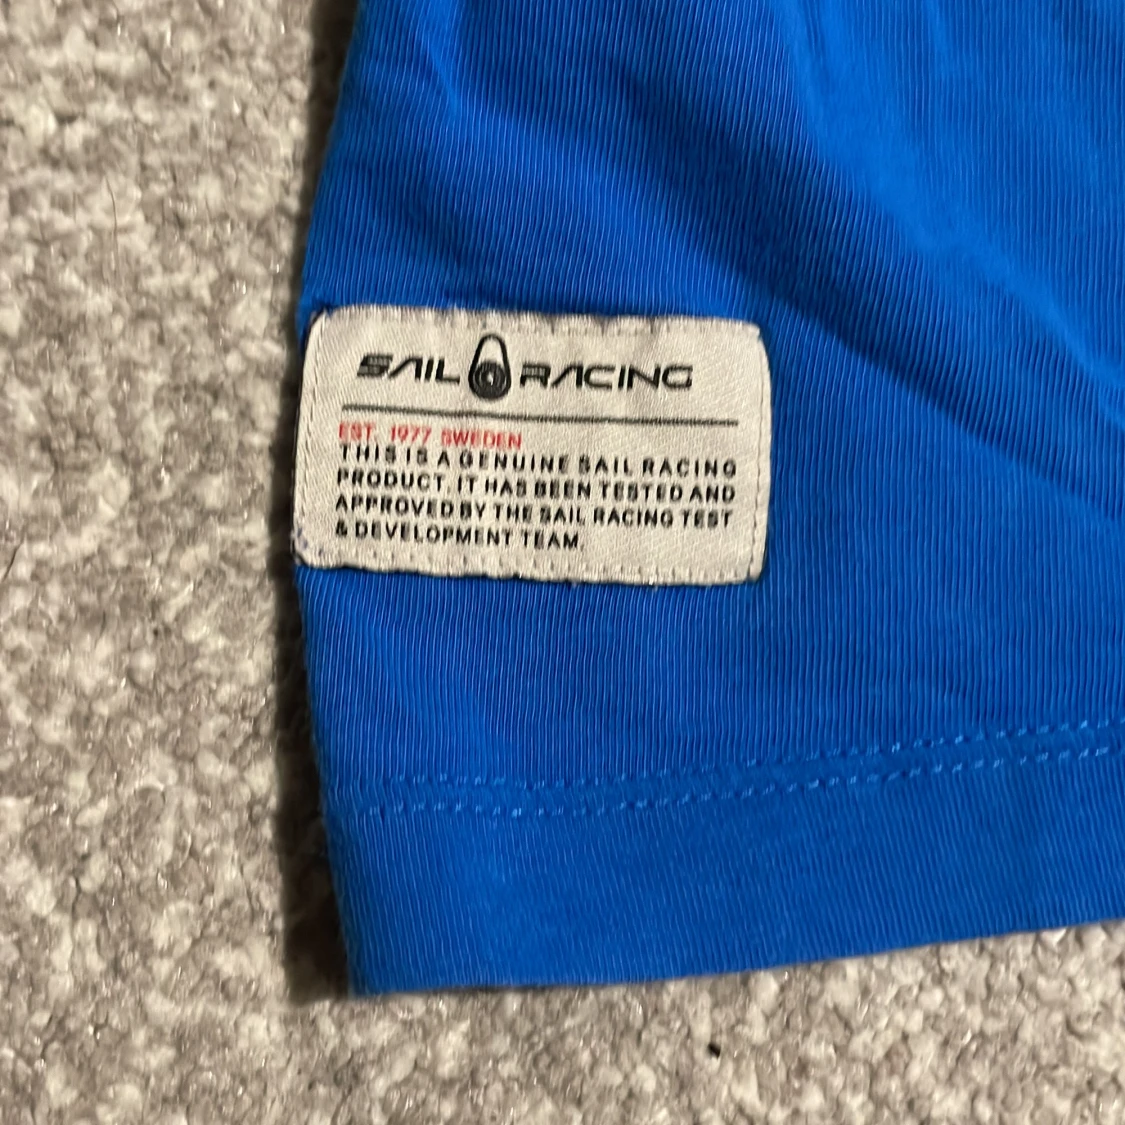 SAIL RACING
EST. 1977 SWEDEN
THIS IS A GENUINE SAIL RACING
PRODUCT. IT HAS BEEN TESTED AND
APPROVED BY THE SAIL RACING TEST
& DEVELOPMENT TEAM.